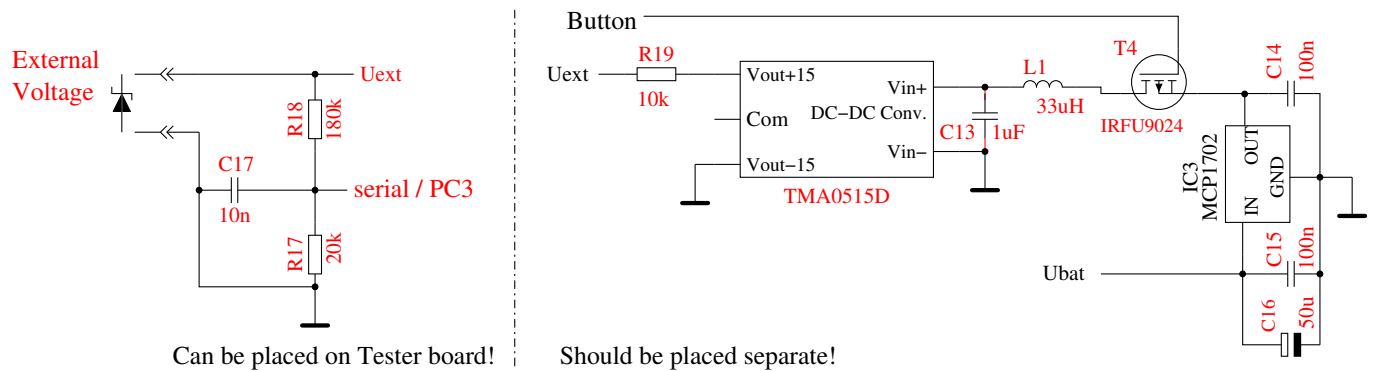 External
Voltage
Uext
R18
180k
C17
10n
serial / PC3
R17
20k
Can be placed on Tester board!
Button
Uext
R19
10k
Vout+15
Com
Vout−15
Vin+
DC−DC Conv.
Vin−
TMA0515D
C13
1uF
L1
33uH
T4
IRFU9024
C14
100n
IC3
MCP1702
OUT
GND
IN
Ubat
C15
100n
C16
50u
Should be placed separate!